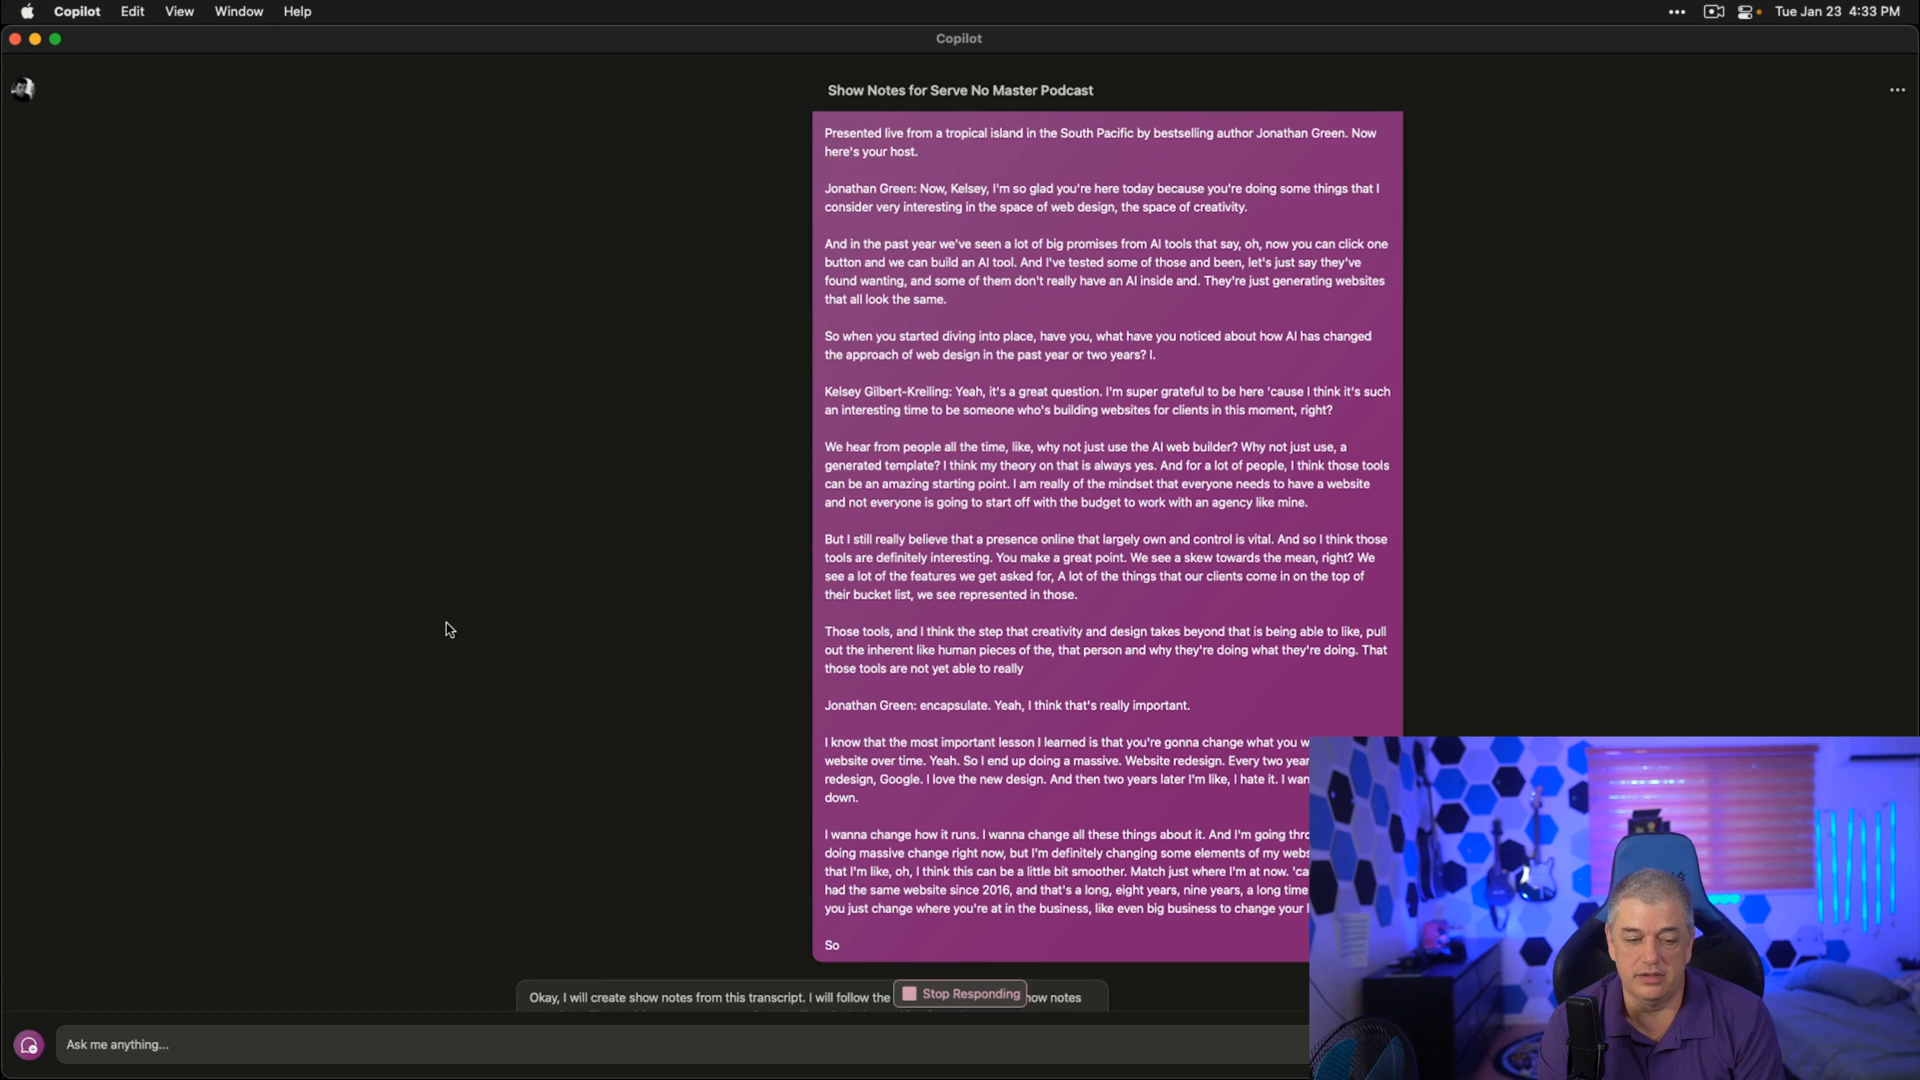 Copilot Edit View Window Help ••• Tue Jan 23 4:33 PM
Copilot
Show Notes for Serve No Master Podcast
Presented live from a tropical island in the South Pacific by bestselling author Jonathan Green. Now
here's your host.
Jonathan Green: Now, Kelsey, I'm so glad you're here today because you're doing some things that I
consider very interesting in the space of web design, the space of creativity.
And in the past year we've seen a lot of big promises from AI tools that say, oh, now you can click one
button and we can build an AI tool. And I've tested some of those and been, let's just say they've
found wanting, and some of them don't really have an AI inside and. They're just generating websites
that all look the same.
So when you started diving into place, have you, what have you noticed about how AI has changed
the approach of web design in the past year or two years? I.
Kelsey Gilbert-Kreiling: Yeah, it's a great question. I'm super grateful to be here 'cause I think it's such
an interesting time to be someone who's building websites for clients in this moment, right?
We hear from people all the time, like, why not just use the AI web builder? Why not just use, a
generated template? I think my theory on that is always yes. And for a lot of people, I think those tools
can be an amazing starting point. I am really of the mindset that everyone needs to have a website
and not everyone is going to start off with the budget to work with an agency like mine.
But I still really believe that a presence online that largely own and control is vital. And so I think those
tools are definitely interesting. You make a great point. We see a skew towards the mean, right? We
see a lot of the features we get asked for, A lot of the things that our clients come in on the top of
their bucket list, we see represented in those.
Those tools, and I think the step that creativity and design takes beyond that is being able to like, pull
out the inherent like human pieces of the, that person and why they're doing what they're doing. That
those tools are not yet able to really
Jonathan Green: encapsulate. Yeah, I think that's really important.
I know that the most important lesson I learned is that you're gonna change what you w
website over time. Yeah. So I end up doing a massive. Website redesign. Every two year
redesign, Google. I love the new design. And then two years later I'm like, I hate it. I wan
down.
I wanna change how it runs. I wanna change all these things about it. And I'm going thro
doing massive change right now, but I'm definitely changing some elements of my webs
that I'm like, oh, I think this can be a little bit smoother. Match just where I'm at now. 'ca
had the same website since 2016, and that's a long, eight years, nine years, a long time
you just change where you're at in the business, like even big business to change your l
So
Okay, I will create show notes from this transcript. I will follow the Stop Responding how notes
Ask me anything...